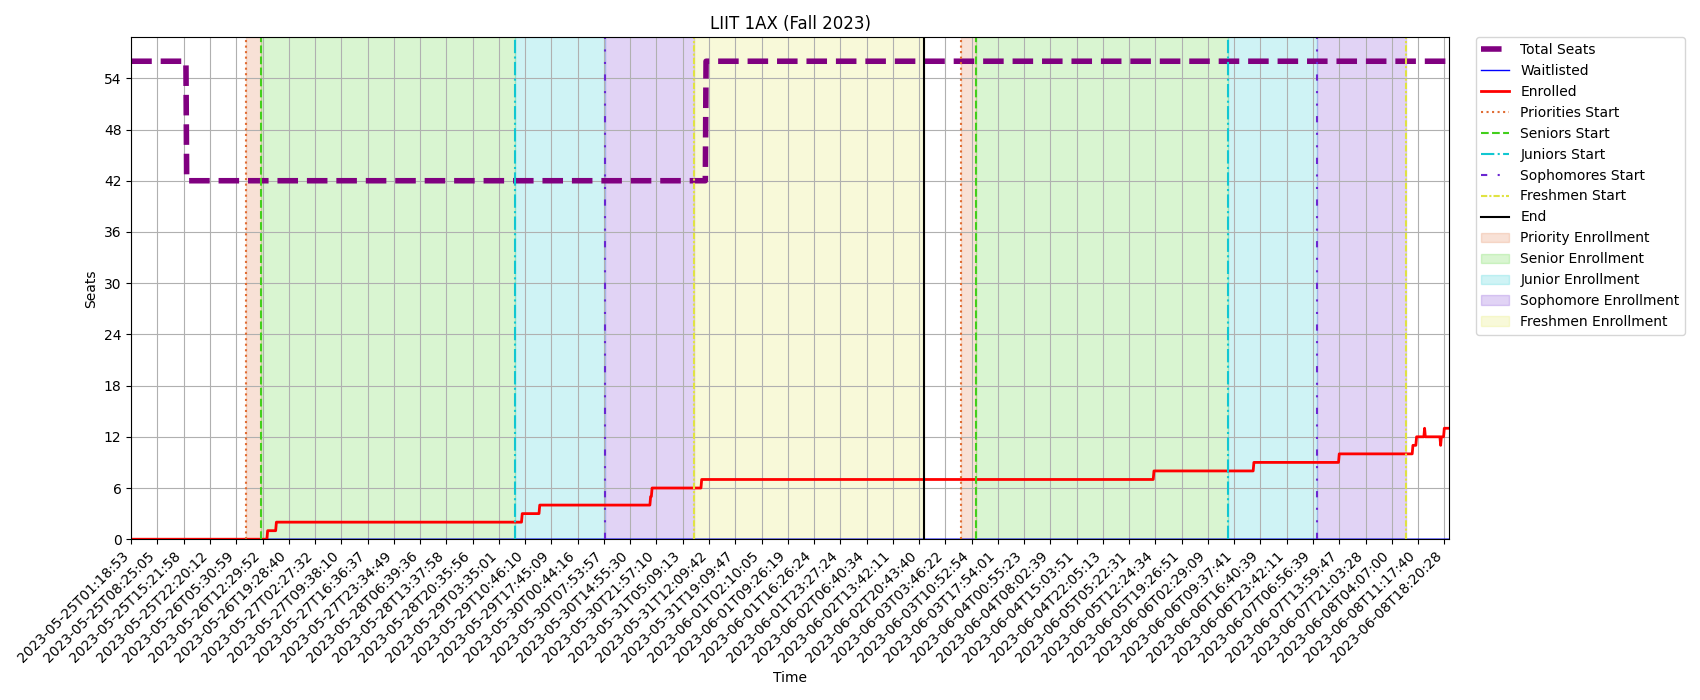 LIIT 1AX (Fall 2023)
Seats
54
48
42
36
30
24
18
12
6
0
2023-05-25T01:18:53
2023-05-25T08:25:05
2023-05-25T15:21:58
2023-05-25T22:20:12
2023-05-26T05:30:59
2023-05-26T12:29:52
2023-05-26T19:28:40
2023-05-27T02:27:32
2023-05-27T09:38:10
2023-05-27T16:36:37
2023-05-27T23:34:49
2023-05-28T06:39:36
2023-05-28T13:37:58
2023-05-28T20:35:56
2023-05-29T03:35:01
2023-05-29T10:46:10
2023-05-29T17:45:09
2023-05-30T00:44:16
2023-05-30T07:53:57
2023-05-30T14:55:30
2023-05-30T21:57:10
2023-05-31T05:09:13
2023-05-31T12:09:42
2023-05-31T19:09:47
2023-06-01T02:10:05
2023-06-01T09:26:19
2023-06-01T16:26:24
2023-06-01T23:27:24
2023-06-02T06:40:34
2023-06-02T13:42:11
2023-06-02T20:43:40
2023-06-03T03:46:22
2023-06-03T10:52:54
2023-06-03T17:54:01
2023-06-04T00:55:23
2023-06-04T08:02:39
2023-06-04T15:03:51
2023-06-04T22:05:13
2023-06-05T05:22:31
2023-06-05T12:24:34
2023-06-05T19:26:51
2023-06-06T02:29:09
2023-06-06T09:37:41
2023-06-06T16:40:39
2023-06-06T23:42:11
2023-06-07T06:56:39
2023-06-07T13:59:47
2023-06-07T21:03:28
2023-06-08T04:07:00
2023-06-08T11:17:40
2023-06-08T18:20:28
Time
Total Seats
Waitlisted
Enrolled
Priorities Start
Seniors Start
Juniors Start
Sophomores Start
Freshmen Start
End
Priority Enrollment
Senior Enrollment
Junior Enrollment
Sophomore Enrollment
Freshmen Enrollment